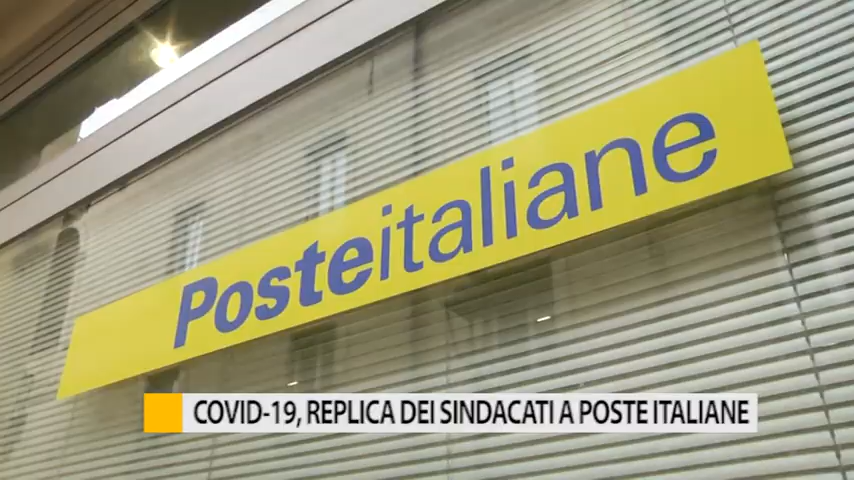 Posteitaliane
COVID-19, REPLICA DEI SINDACATI A POSTE ITALIANE